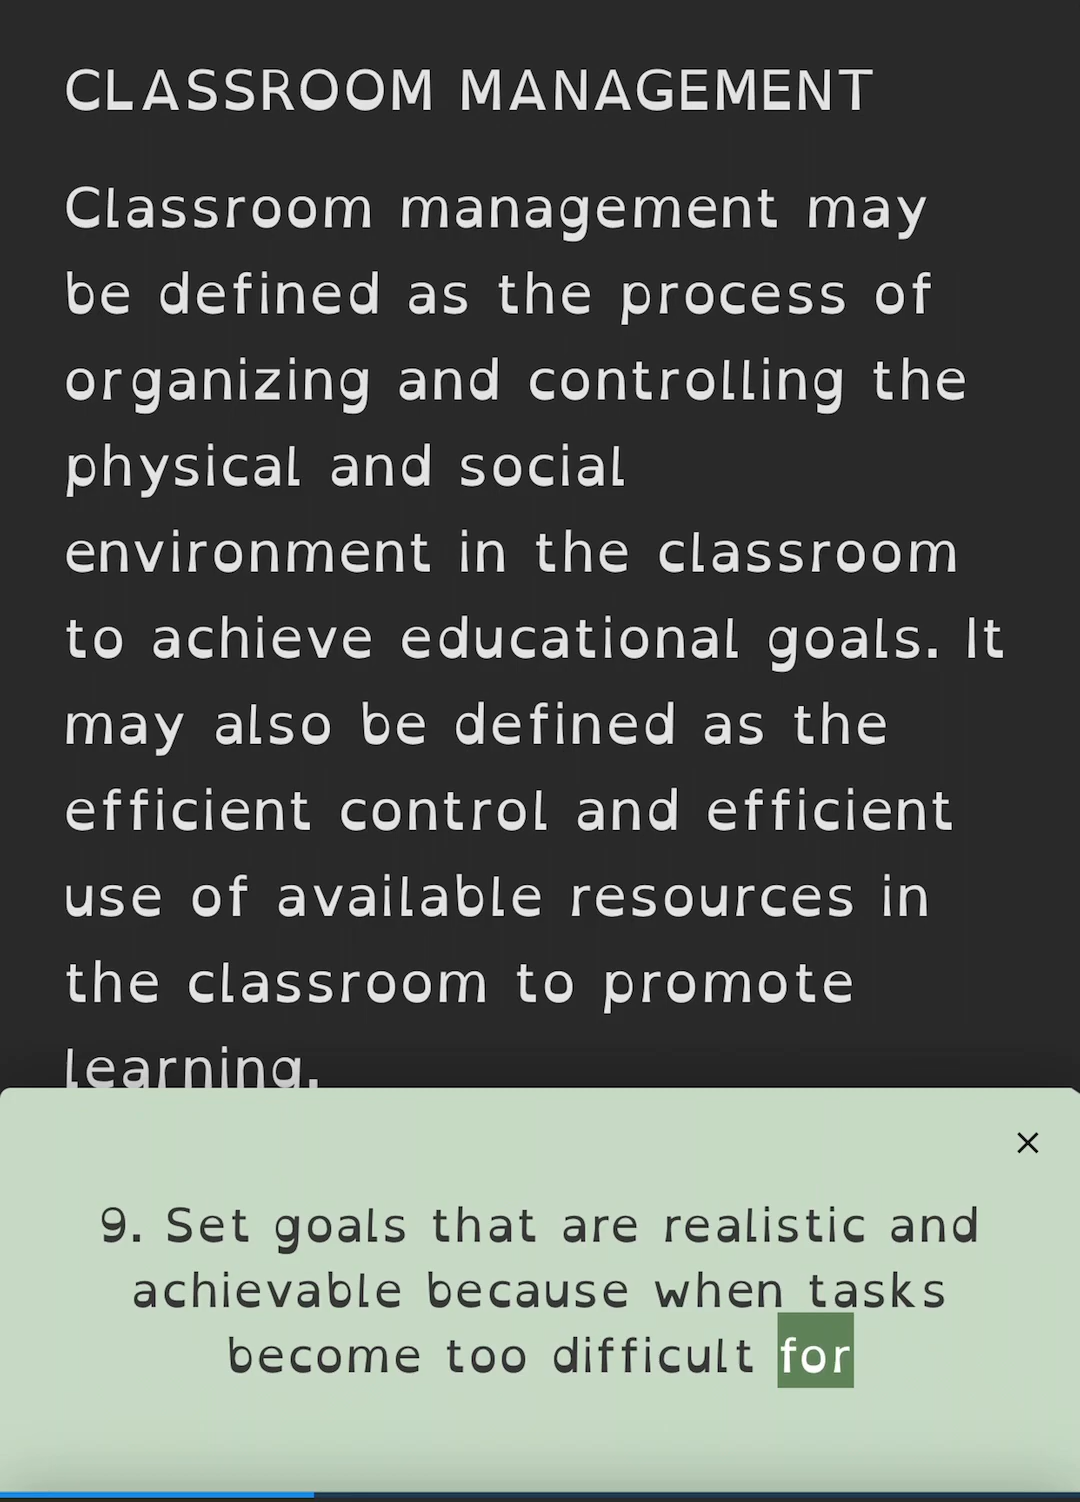 CLASSROOM MANAGEMENT
Classroom management may
be defined as the process of
organizing and controlling the
physical and social
environment in the classroom
to achieve educational goals. It
may also be defined as the
efficient control and efficient
use of available resources in
the classroom to promote
learning.
9. Set goals that are realistic and
achievable because when tasks
become too difficult for